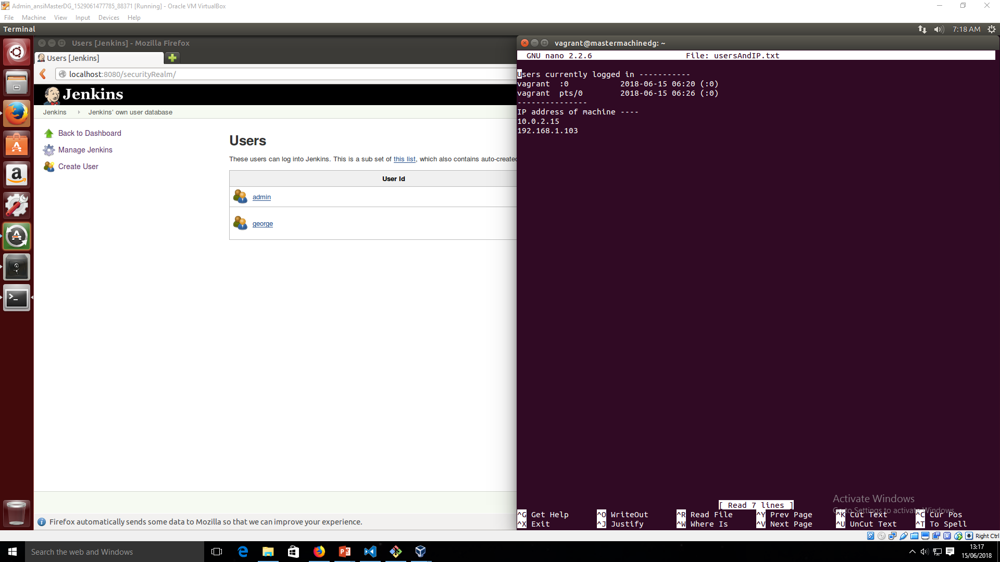 Admin_ansiMasterDG_1529061477785_88371 [Running] - Oracle VM VirtualBox
File Machine View Input Devices Help
Terminal 7:18 AM
Users [Jenkins] - Mozilla Firefox
Users [Jenkins]
localhost:8080/securityRealm/
Jenkins
Jenkins Jenkins' own user database
Back to Dashboard
Manage Jenkins
Create User
Users
These users can log into Jenkins. This is a sub set of this list, which also contains auto-created
User Id
admin
george
Firefox automatically sends some data to Mozilla so that we can improve your experience.
vagrant@mastermachinedg: ~
GNU nano 2.2.6 File: usersAndIP.txt
Users currently logged in -----------
vagrant :0 2018-06-15 06:20 (:0)
vagrant pts/0 2018-06-15 06:26 (:0)
---------------
IP address of machine ----
10.0.2.15
192.168.1.103
[ Read 7 lines ]
^G Get Help ^O WriteOut ^R Read File ^Y Prev Page ^K Cut Text ^C Cur Pos
^X Exit ^J Justify ^W Where Is ^V Next Page ^U UnCut Text ^T To Spell
Activate Windows
Go to Settings to activate Windows.
Right Ctrl
Search the web and Windows
13:17
15/06/2018